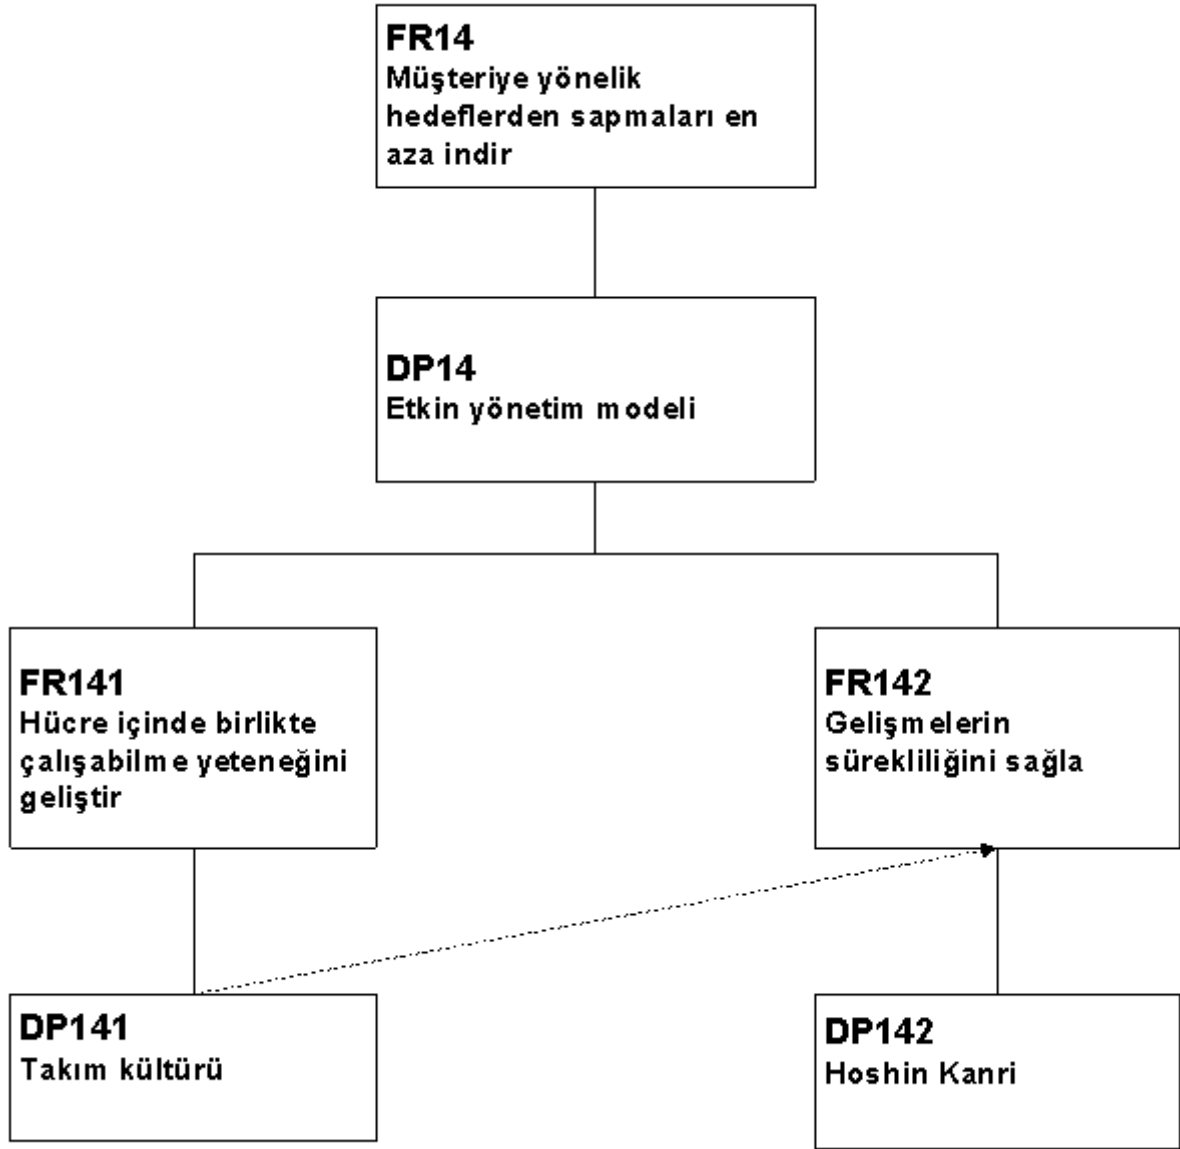 FR14
Müşteriye yönelik
hedeflerden sapmaları en
aza indir
DP14
Etkin yönetim modeli
FR141
Hücre içinde birlikte
çalışabilme yeteneğini
geliştir
FR142
Gelişmelerin
sürekliliğini sağla
DP141
Takım kültürü
DP142
Hoshin Kanri